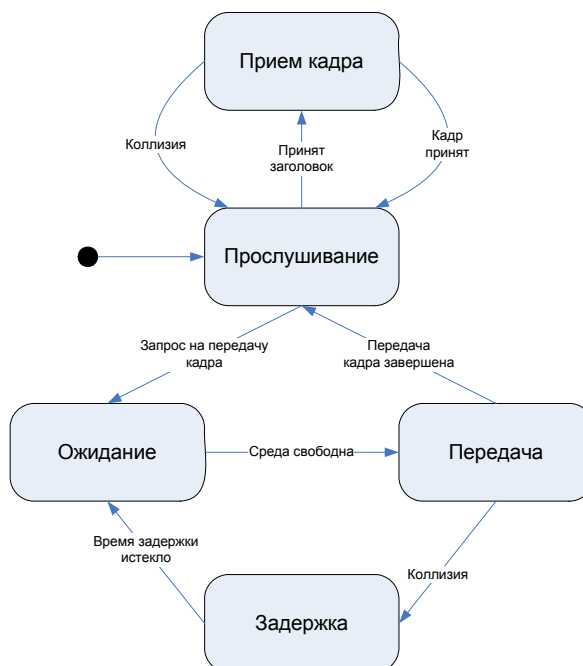 Прием кадра
Коллизия
Принят
заголовок
Кадр
принят
Прослушивание
Запрос на передачу
кадра
Передача
кадра завершена
Ожидание
Среда свободна
Передача
Время задержки
истекло
Коллизия
Задержка